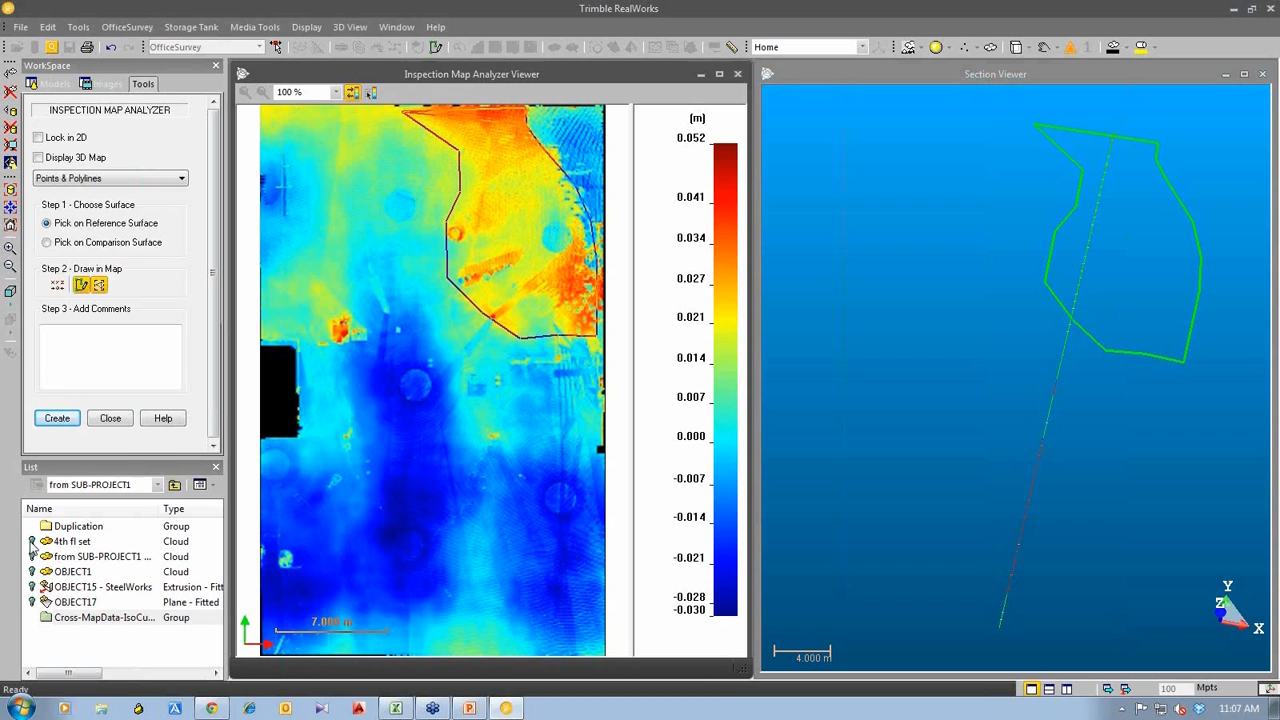 Trimble RealWorks
File Edit Tools OfficeSurvey Storage Tank Media Tools Display 3D View Window Help
OfficeSurvey
Home
WorkSpace
Models Images Tools
INSPECTION MAP ANALYZER
Lock in 2D
Display 3D Map
Points & Polylines
Step 1 - Choose Surface
Pick on Reference Surface
Pick on Comparison Surface
Step 2 - Draw in Map
Step 3 - Add Comments
Create Close Help
List
from SUB-PROJECT1
Name Type
Duplication Group
4th fl set Cloud
from SUB-PROJECT1 ... Cloud
OBJECT1 Cloud
OBJECT15 - SteelWorks Extrusion - Fitted
OBJECT17 Plane - Fitted
Cross-MapData-IsoCu... Group
Inspection Map Analyzer Viewer
100 %
(m)
0.052
0.041
0.034
0.027
0.021
0.014
0.007
0.000
-0.007
-0.014
-0.021
-0.028
-0.030
7.000 m
Section Viewer
4.000 m
Y
Z
X
Ready
100 Mpts
11:07 AM